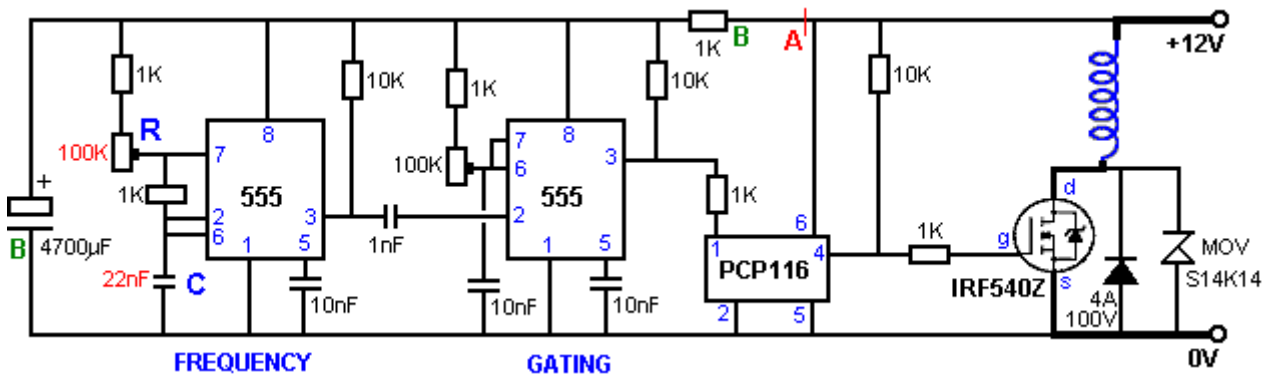 1K
B
A
+12V
1K
10K
1K
10K
10K
R
100K
7
8
1K
555
2
6
3
1
5
+
B
4700µF
22nF
C
10nF
1nF
100K
7
6
8
3
555
2
1
5
10nF
10nF
1K
1
6
4
PCP116
2
5
1K
g
d
s
IRF540Z
4A
100V
MOV
S14K14
FREQUENCY
GATING
0V